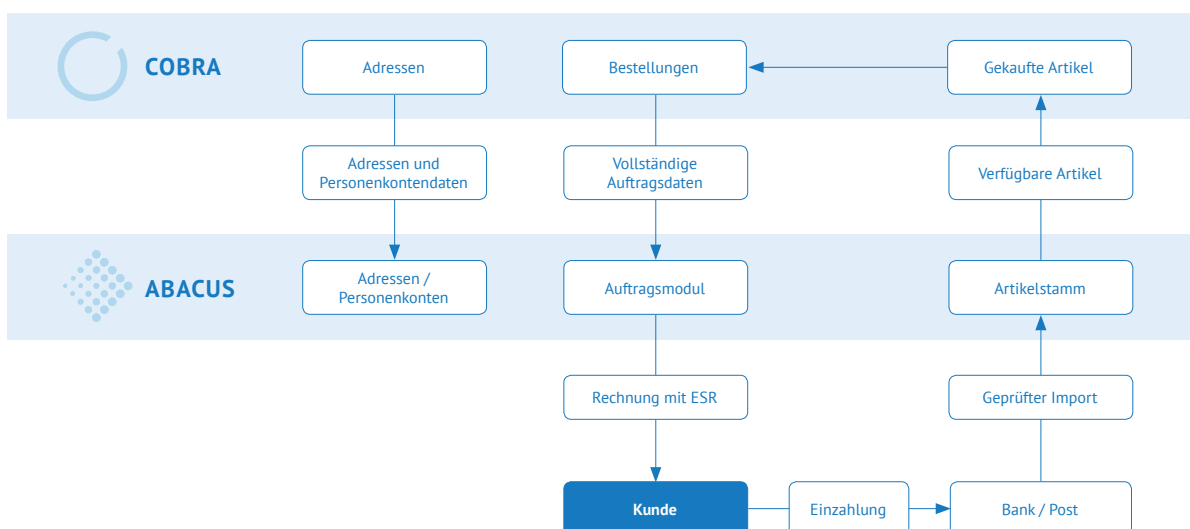 COBRA
Adressen
Bestellungen
Gekaufte Artikel
Adressen und
Personenkontendaten
Vollständige
Auftragsdaten
Verfügbare Artikel
ABACUS
Adressen /
Personenkonten
Auftragsmodul
Artikelstamm
Rechnung mit ESR
Geprüfter Import
Kunde
Einzahlung
Bank / Post